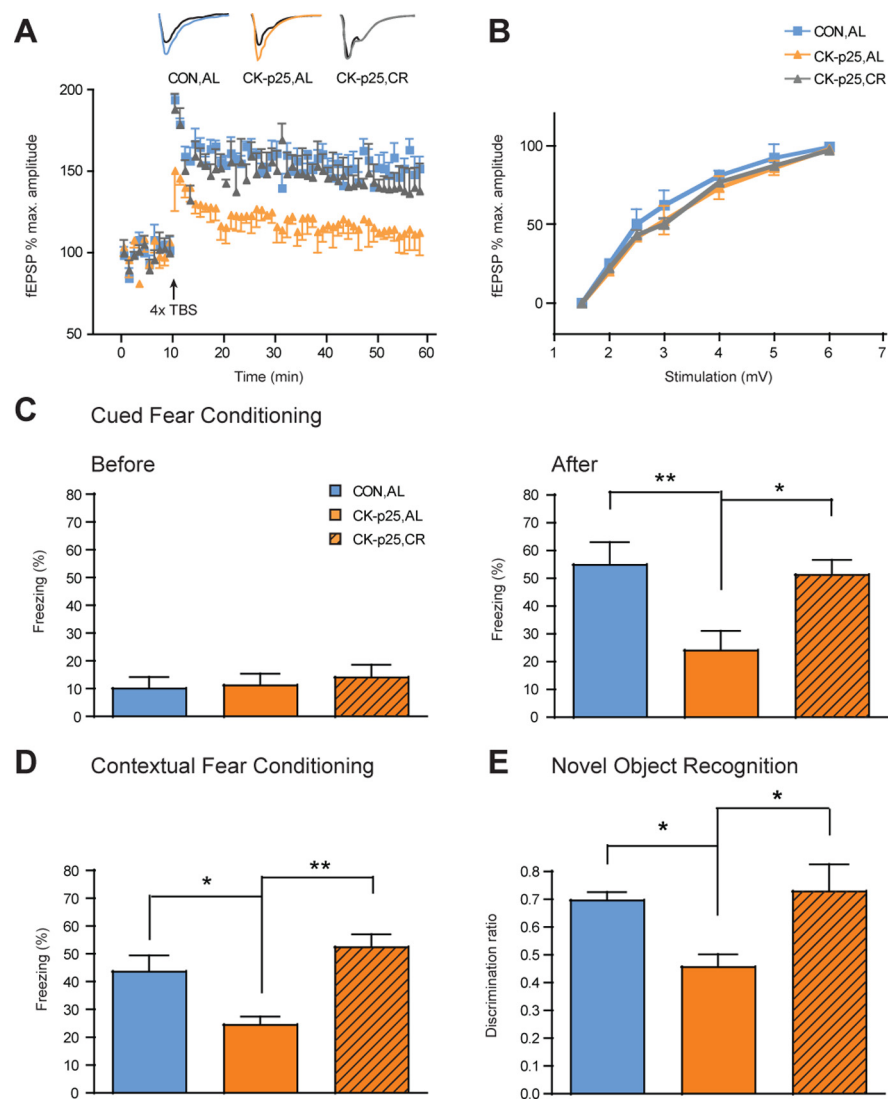 A
CON,AL
CK-p25,AL
CK-p25,CR
200
150
100
50
fEPSP % max. amplitude
4x TBS
0 10 20 30 40 50 60
Time (min)
B
CON,AL
CK-p25,AL
CK-p25,CR
100
50
0
fEPSP % max. amplitude
1 2 3 4 5 6 7
Stimulation (mV)
C Cued Fear Conditioning
Before
CON,AL
CK-p25,AL
CK-p25,CR
80
70
60
50
40
30
20
10
0
Freezing (%)
After
**
*
80
70
60
50
40
30
20
10
0
Freezing (%)
D Contextual Fear Conditioning
*
**
80
70
60
50
40
30
20
10
0
Freezing (%)
E Novel Object Recognition
*
*
0.8
0.7
0.6
0.5
0.4
0.3
0.2
0.1
0.0
Discrimination ratio